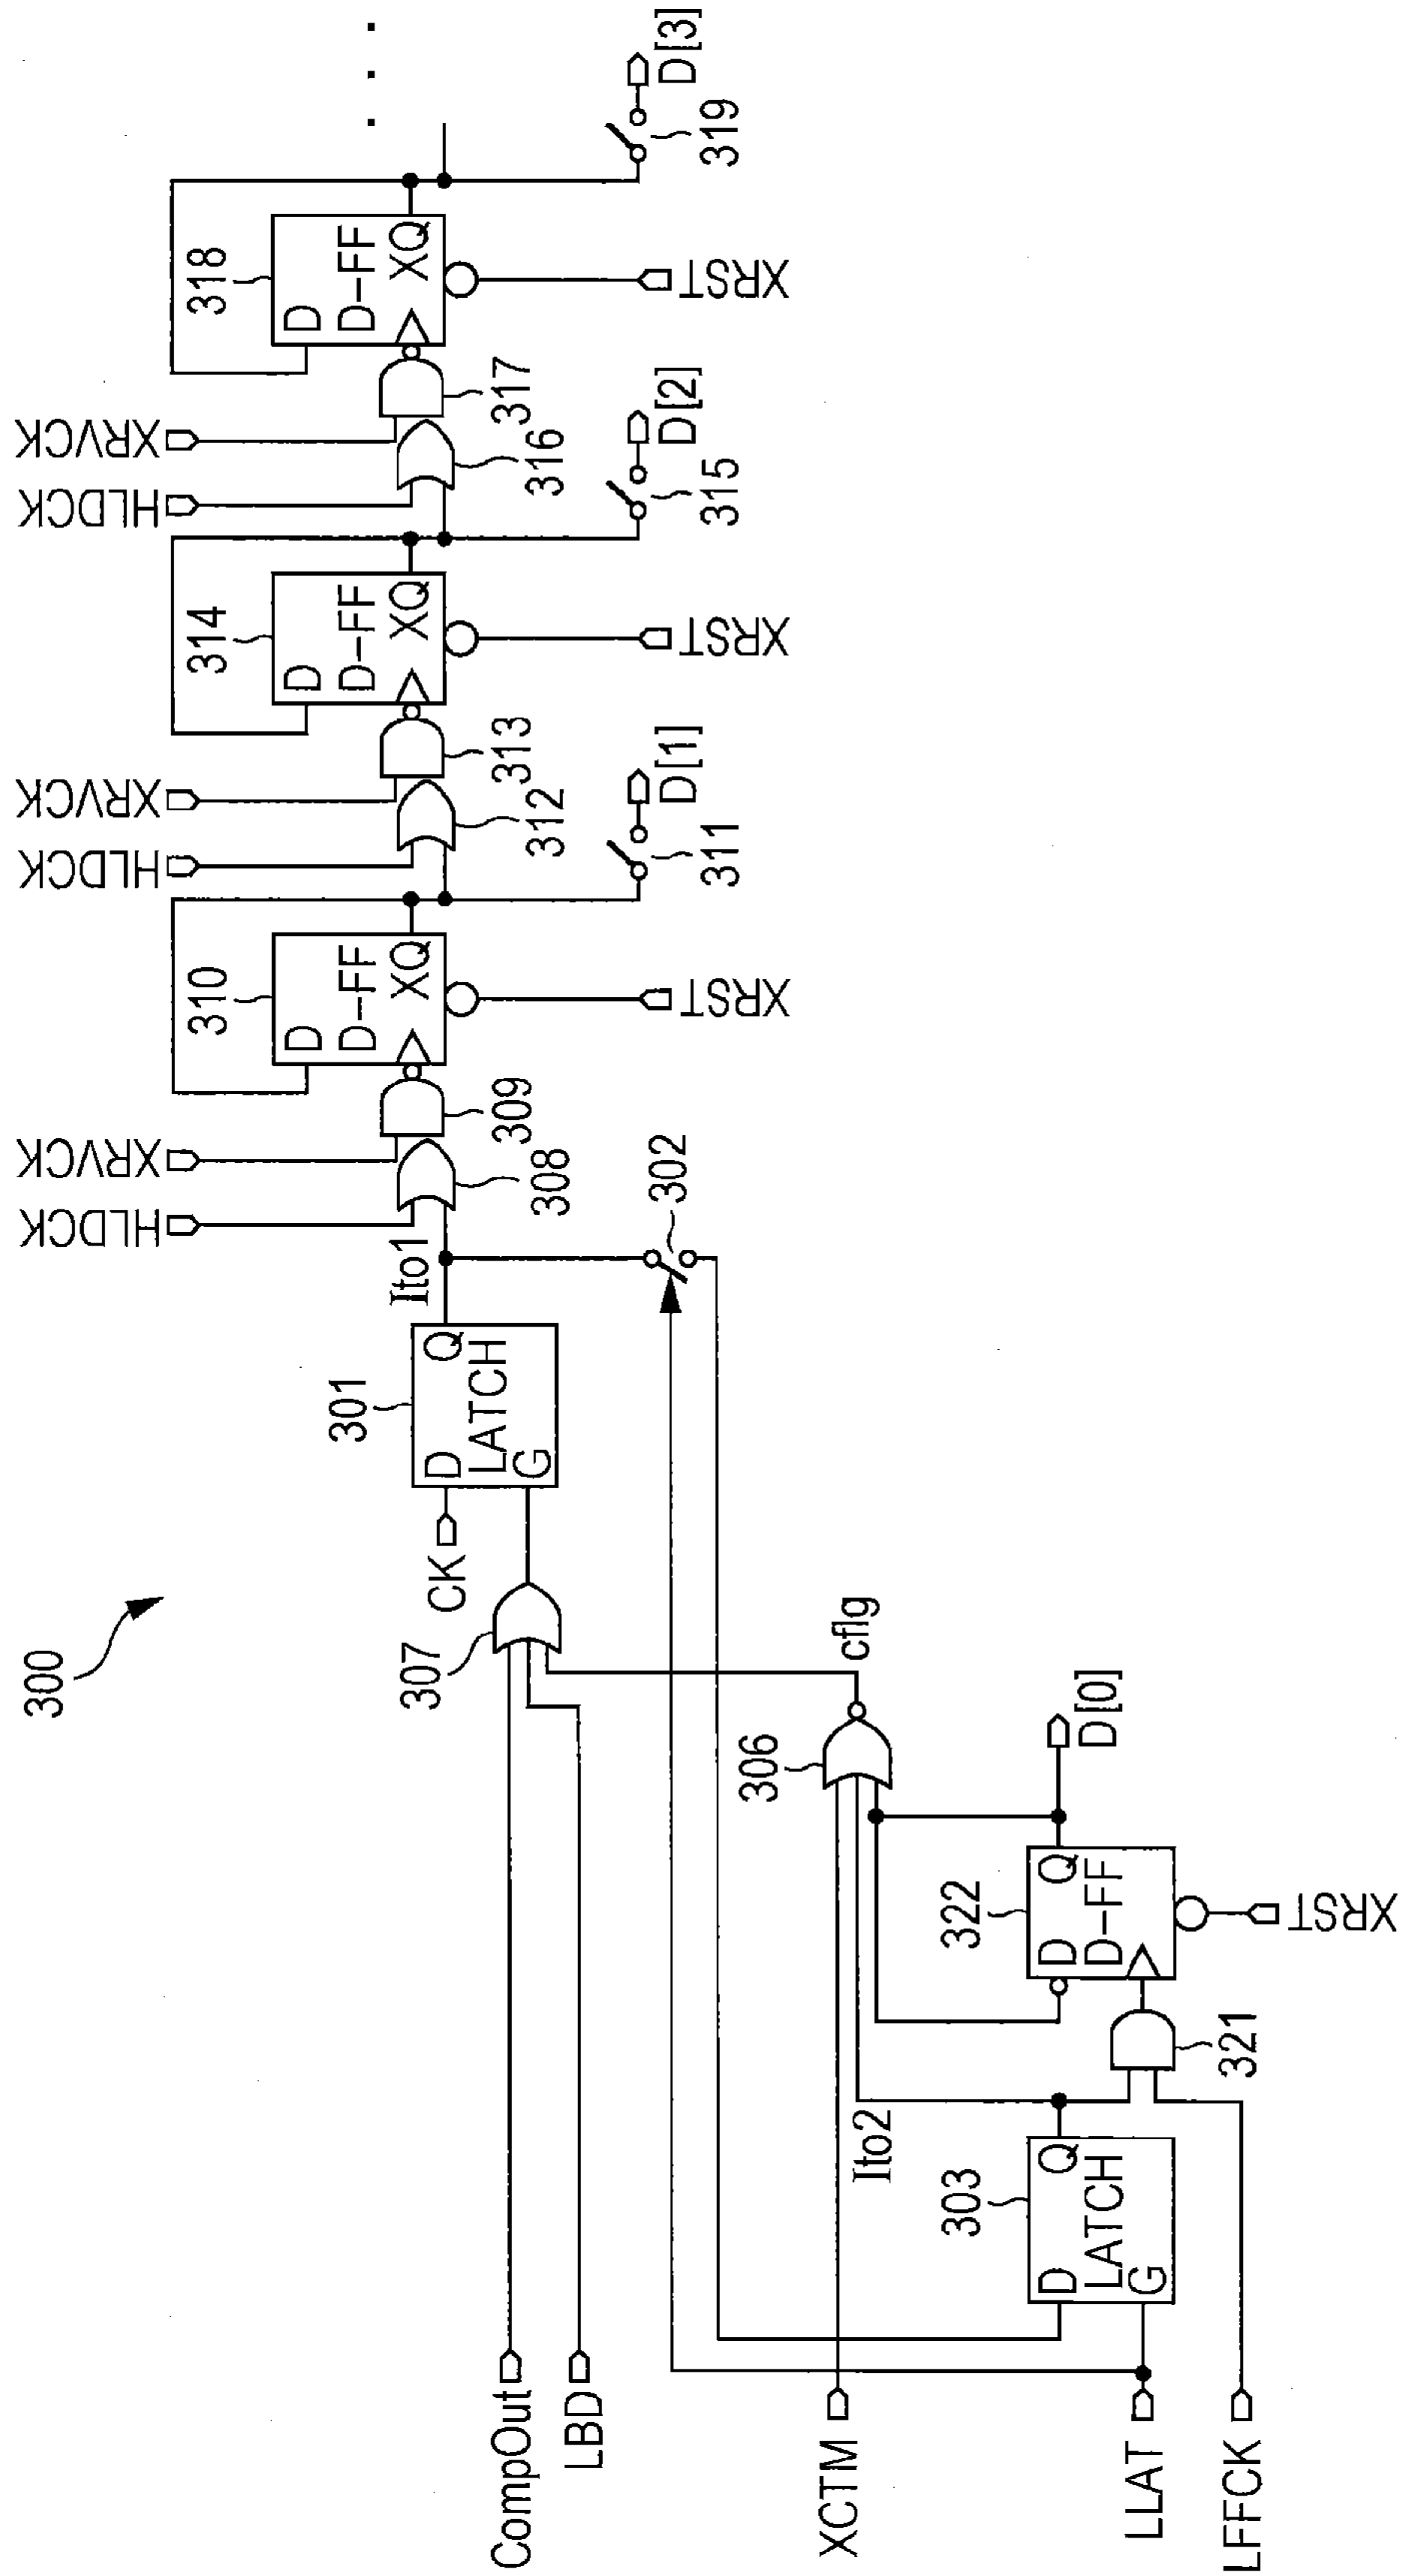 300
HLDCK
XRVCK
HLDCK
XRVCK
HLDCK
XRVCK
310
D
D-FF
XQ
314
D
D-FF
XQ
318
D
D-FF
XQ
. . .
301
D
Q
LATCH
G
CK
Ito1
308
309
312
313
316
317
XRST
XRST
XRST
302
311
D[1]
315
D[2]
319
D[3]
307
CompOut
LBD
306
cflg
XCTM
Ito2
303
D
Q
LATCH
G
322
D
Q
D-FF
D[0]
321
XRST
LLAT
LFFCK